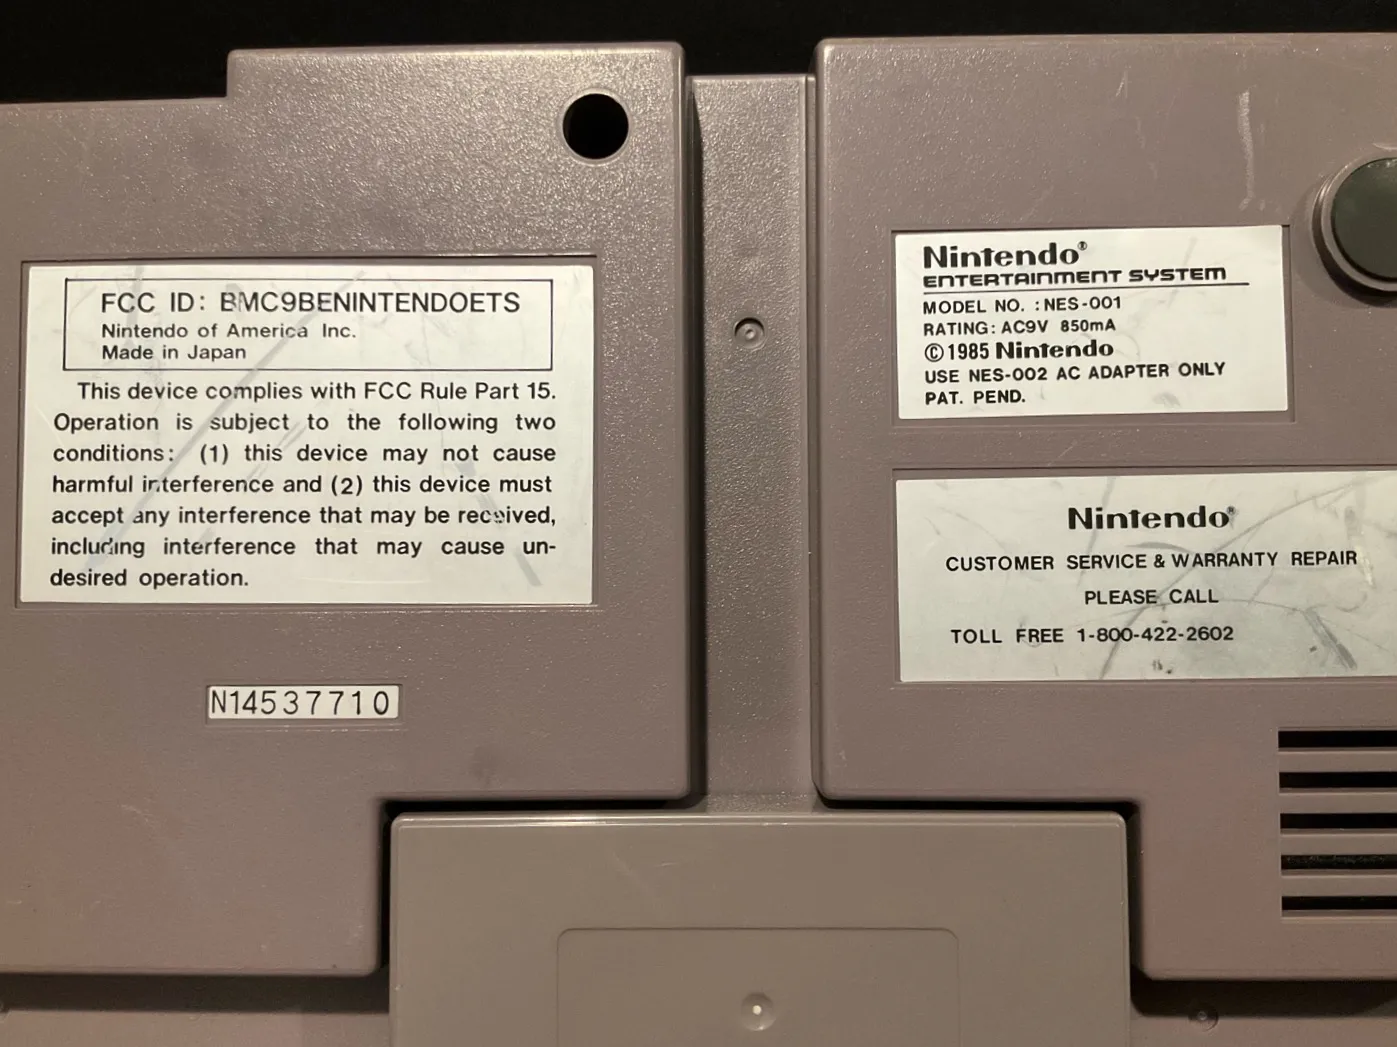 FCC ID: BMC9BENINTENDOETS
Nintendo of America Inc.
Made in Japan
This device complies with FCC Rule Part 15.
Operation is subject to the following two
conditions: (1) this device may not cause
harmful interference and (2) this device must
accept any interference that may be received,
including interference that may cause un-
desired operation.
N14537710
Nintendo®
ENTERTAINMENT SYSTEM
MODEL NO. : NES-001
RATING: AC9V 850mA
©1985 Nintendo
USE NES-002 AC ADAPTER ONLY
PAT. PEND.
Nintendo®
CUSTOMER SERVICE & WARRANTY REPAIR
PLEASE CALL
TOLL FREE 1-800-422-2602